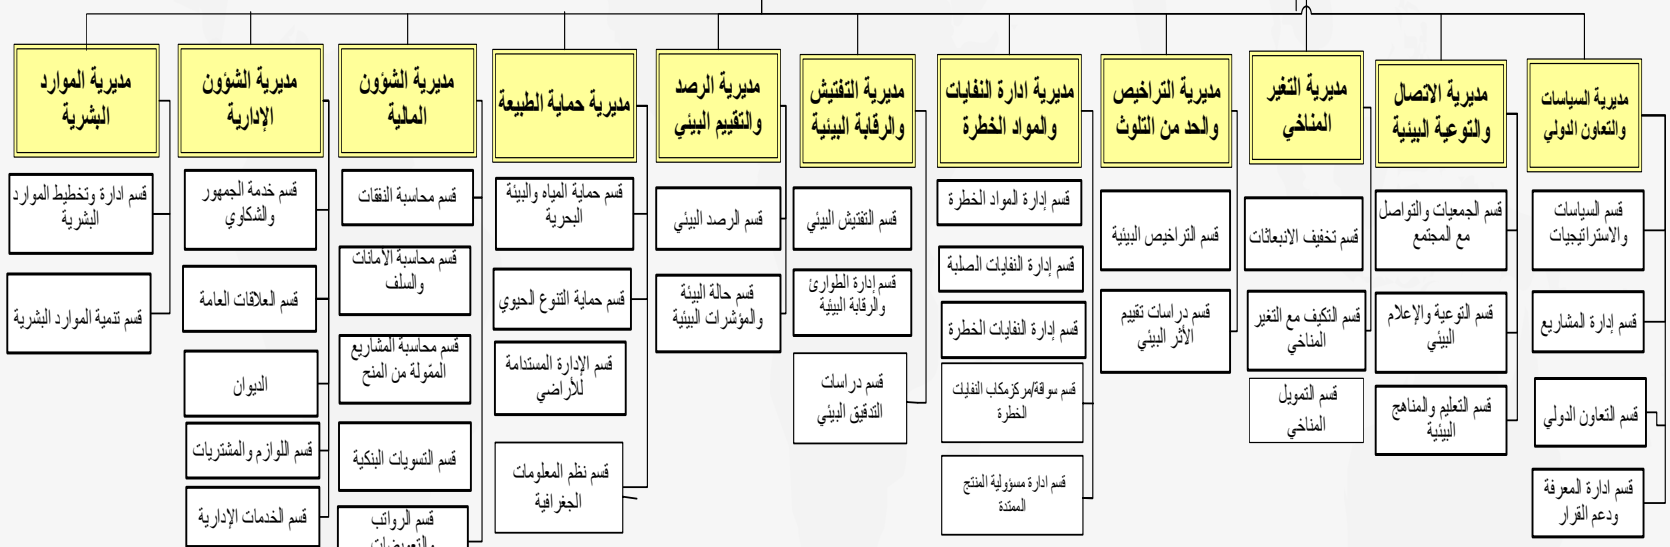 مديرية السياسات
والتعاون الدولي
قسم السياسات
والاستراتيجيات
قسم إدارة المشاريع
قسم التعاون الدولي
قسم ادارة المعرفة
ودعم القرار
مديرية الاتصال
والتوعية البيئية
قسم الجمعيات والتواصل
مع المجتمع
قسم التوعية والإعلام
البيئي
قسم التعليم والمناهج
البيئية
مديرية التغير
المناخي
قسم تخفيف الانبعاثات
قسم التكيف مع التغير
المناخي
قسم التمويل
المناخي
مديرية التراخيص
والحد من التلوث
قسم التراخيص البيئية
قسم دراسات تقييم
الأثر البيئي
مديرية ادارة النفايات
والمواد الخطرة
قسم إدارة المواد الخطرة
قسم إدارة النفايات الصلبة
قسم إدارة النفايات الخطرة
قسم سواقة/مركزمكاب النفايات
الخطرة
قسم ادارة مسؤولية المنتج
الممتدة
مديرية التفتيش
والرقابة البيئية
قسم التفتيش البيئي
قسم إدارة الطوارئ
والرقابة البيئية
قسم دراسات
التدقيق البيئي
مديرية الرصد
والتقييم البيئي
قسم الرصد البيئي
قسم حالة البيئة
والمؤشرات البيئية
مديرية حماية الطبيعة
قسم حماية المياه والبيئة
البحرية
قسم حماية التنوع الحيوي
قسم الإدارة المستدامة
للأراضي
قسم نظم المعلومات
الجغرافية
مديرية الشؤون
المالية
قسم محاسبة النفقات
قسم محاسبة الأمانات
والسلف
قسم محاسبة المشاريع
الممّولة من المنح
قسم التسويات البنكية
قسم الرواتب
والتعويضات
مديرية الشؤون
الإدارية
قسم خدمة الجمهور
والشكاوي
قسم العلاقات العامة
الديوان
قسم اللوازم والمشتريات
قسم الخدمات الإدارية
مديرية الموارد
البشرية
قسم ادارة وتخطيط الموارد
البشرية
قسم تنمية الموارد البشرية